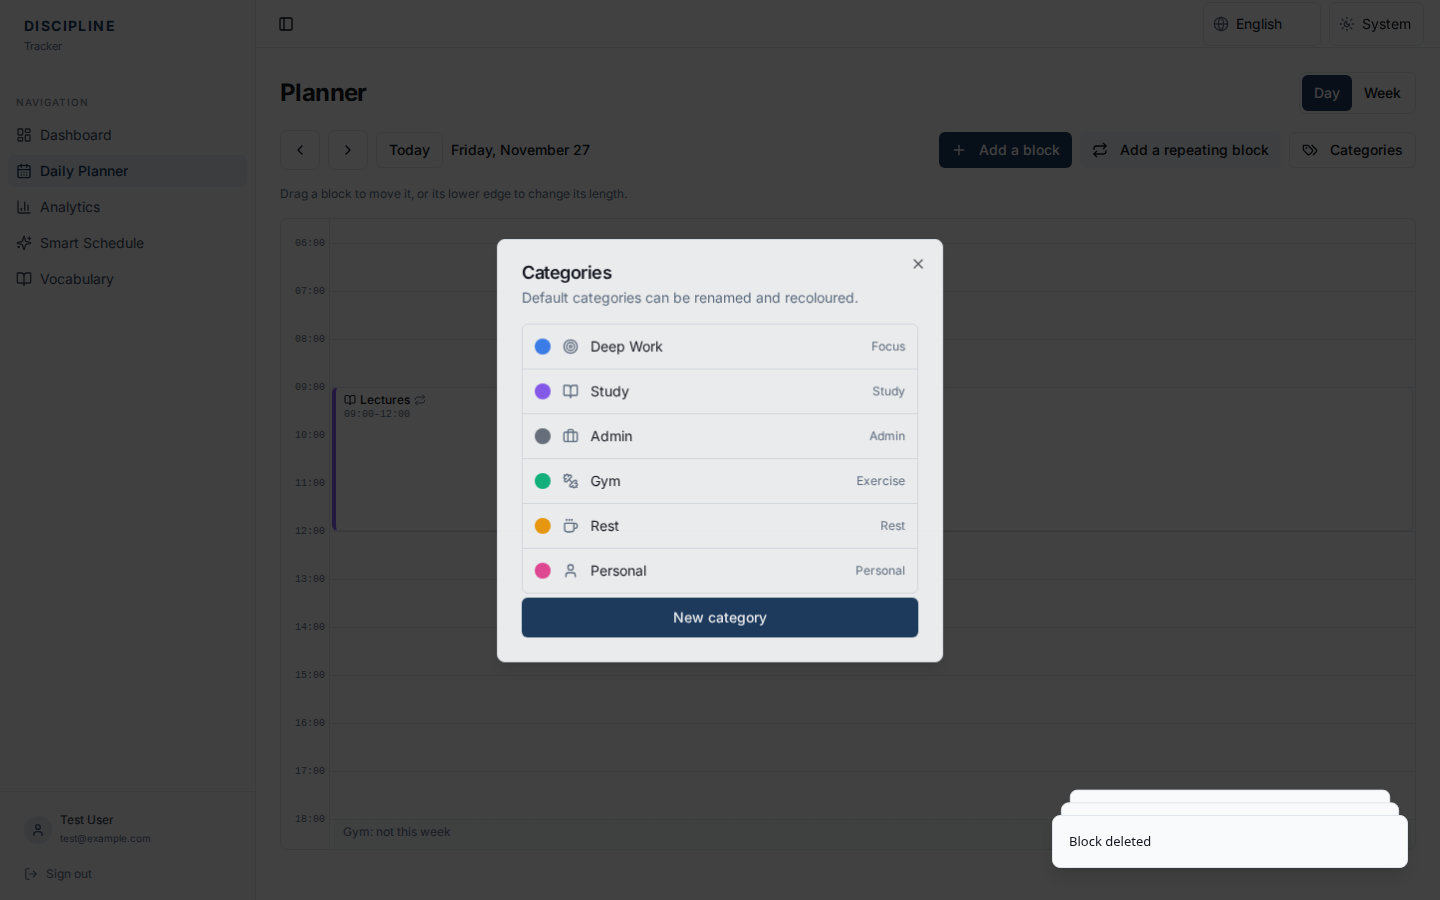 DISCIPLINE
Tracker
English
System
NAVIGATION
Dashboard
Daily Planner
Analytics
Smart Schedule
Vocabulary
Planner
Day
Week
Today
Friday, November 27
Add a block
Add a repeating block
Categories
Drag a block to move it, or its lower edge to change its length.
06:00
07:00
08:00
09:00
Lectures
09:00–12:00
10:00
11:00
12:00
13:00
14:00
15:00
16:00
17:00
18:00
Gym: not this week
Categories
Default categories can be renamed and recoloured.
Deep Work Focus
Study Study
Admin Admin
Gym Exercise
Rest Rest
Personal Personal
New category
Block deleted
Test User
test@example.com
Sign out